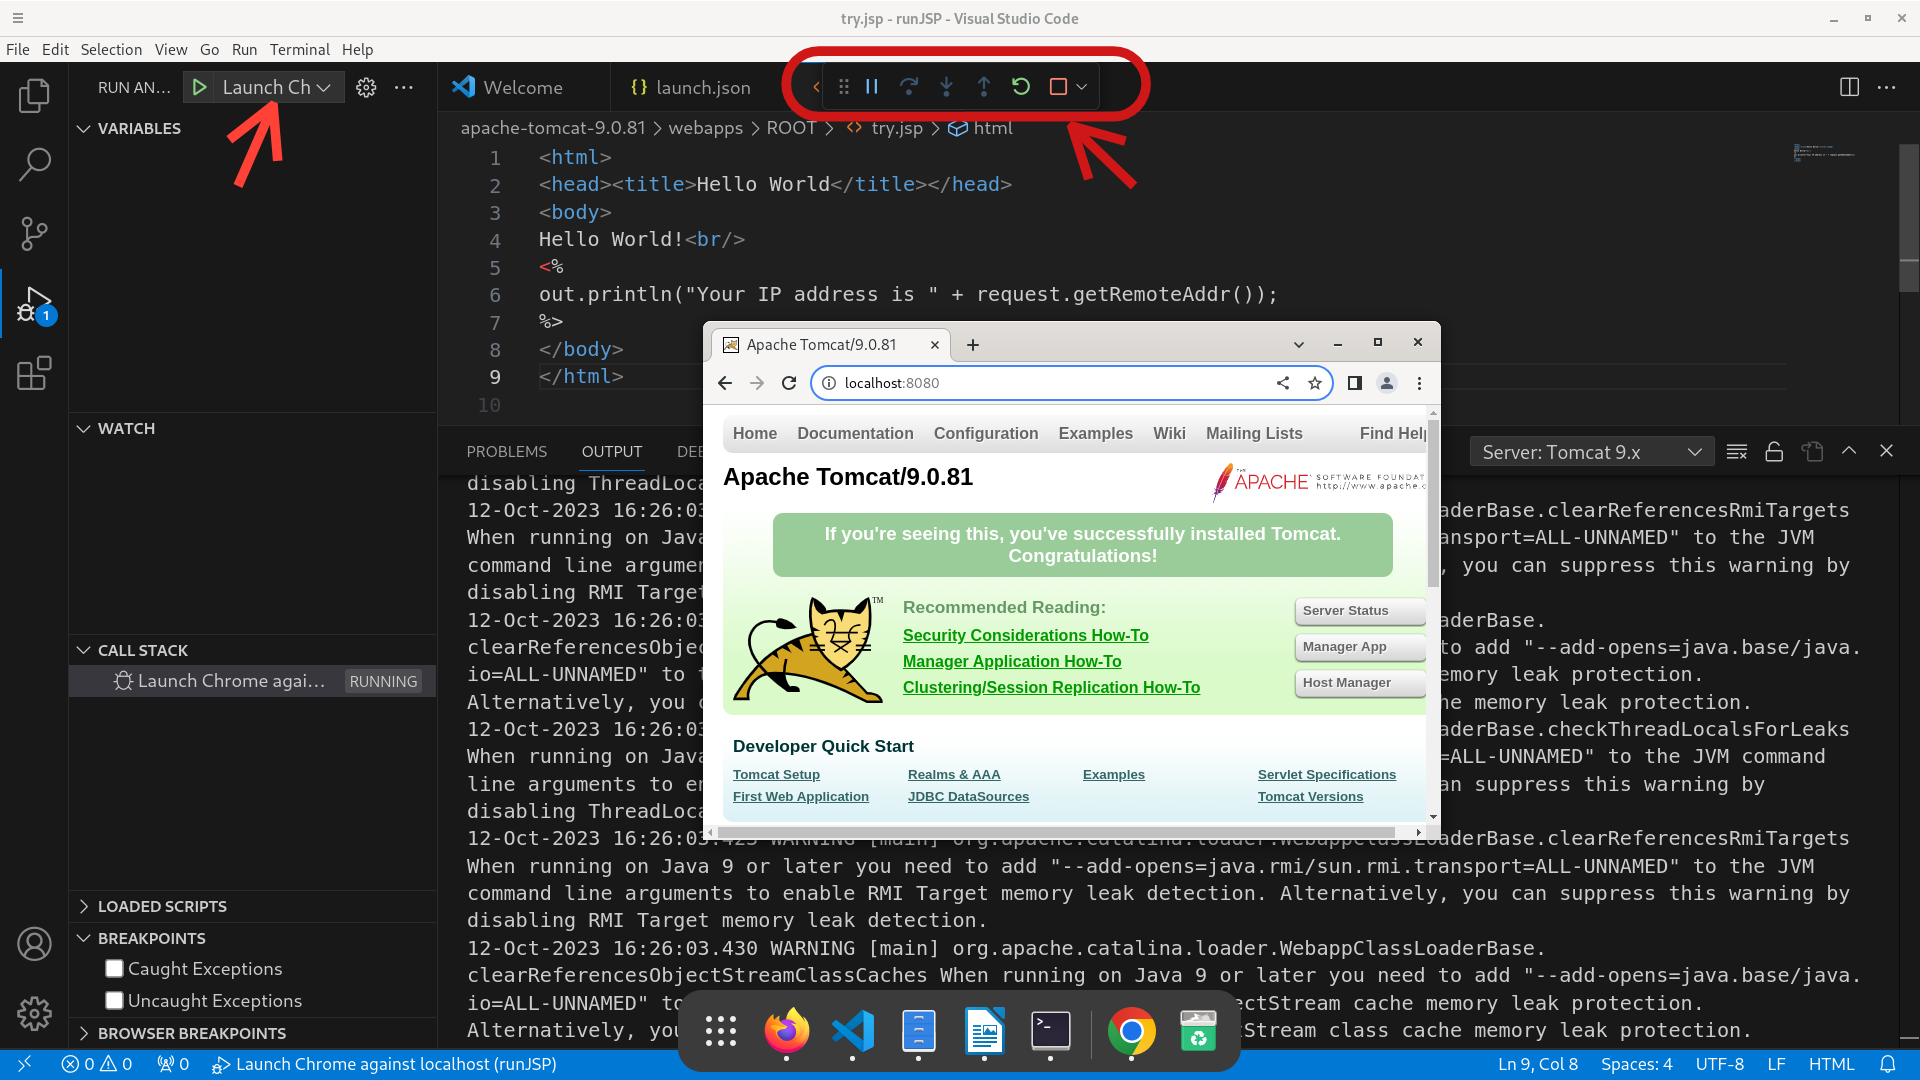 try.jsp - runJSP - Visual Studio Code
File Edit Selection View Go Run Terminal Help
RUN AN... Launch Ch
Welcome
launch.json
VARIABLES
apache-tomcat-9.0.81 > webapps > ROOT > try.jsp > html
1 <html>
2 <head><title>Hello World</title></head>
3 <body>
4 Hello World!<br/>
5 <%
6 out.println("Your IP address is " + request.getRemoteAddr());
7 %>
8 </body>
9 </html>
10
1
WATCH
CALL STACK
Launch Chrome agai... RUNNING
LOADED SCRIPTS
BREAKPOINTS
Caught Exceptions
Uncaught Exceptions
BROWSER BREAKPOINTS
PROBLEMS OUTPUT DE
Server: Tomcat 9.x
disabling ThreadLoca
12-Oct-2023 16:26:03 aderBase.clearReferencesRmiTargets
When running on Java nsport=ALL-UNNAMED" to the JVM
command line argumen , you can suppress this warning by
disabling RMI Target
12-Oct-2023 16:26:03 aderBase.
clearReferencesObjec to add "--add-opens=java.base/java.
io=ALL-UNNAMED" to t emory leak protection.
Alternatively, you c he memory leak protection.
12-Oct-2023 16:26:03 aderBase.checkThreadLocalsForLeaks
When running on Java =ALL-UNNAMED" to the JVM command
line arguments to en an suppress this warning by
disabling ThreadLoca
12-Oct-2023 16:26:03.423 WARNING [main] org.apache.catalina.loader.WebappClassLoaderBase.clearReferencesRmiTargets
When running on Java 9 or later you need to add "--add-opens=java.rmi/sun.rmi.transport=ALL-UNNAMED" to the JVM
command line arguments to enable RMI Target memory leak detection. Alternatively, you can suppress this warning by
disabling RMI Target memory leak detection.
12-Oct-2023 16:26:03.430 WARNING [main] org.apache.catalina.loader.WebappClassLoaderBase.
clearReferencesObjectStreamClassCaches When running on Java 9 or later you need to add "--add-opens=java.base/java.
io=ALL-UNNAMED" to jectStream cache memory leak protection.
Alternatively, you tStream class cache memory leak protection.
Apache Tomcat/9.0.81
localhost:8080
Home Documentation Configuration Examples Wiki Mailing Lists Find Help
Apache Tomcat/9.0.81
THE
APACHE
SOFTWARE FOUNDAT
http://www.apache.
If you're seeing this, you've successfully installed Tomcat.
Congratulations!
TM
Recommended Reading:
Security Considerations How-To
Manager Application How-To
Clustering/Session Replication How-To
Server Status
Manager App
Host Manager
Developer Quick Start
Tomcat Setup Realms & AAA Examples Servlet Specifications
First Web Application JDBC DataSources Tomcat Versions
0 0 0 Launch Chrome against localhost (runJSP)
Ln 9, Col 8 Spaces: 4 UTF-8 LF HTML